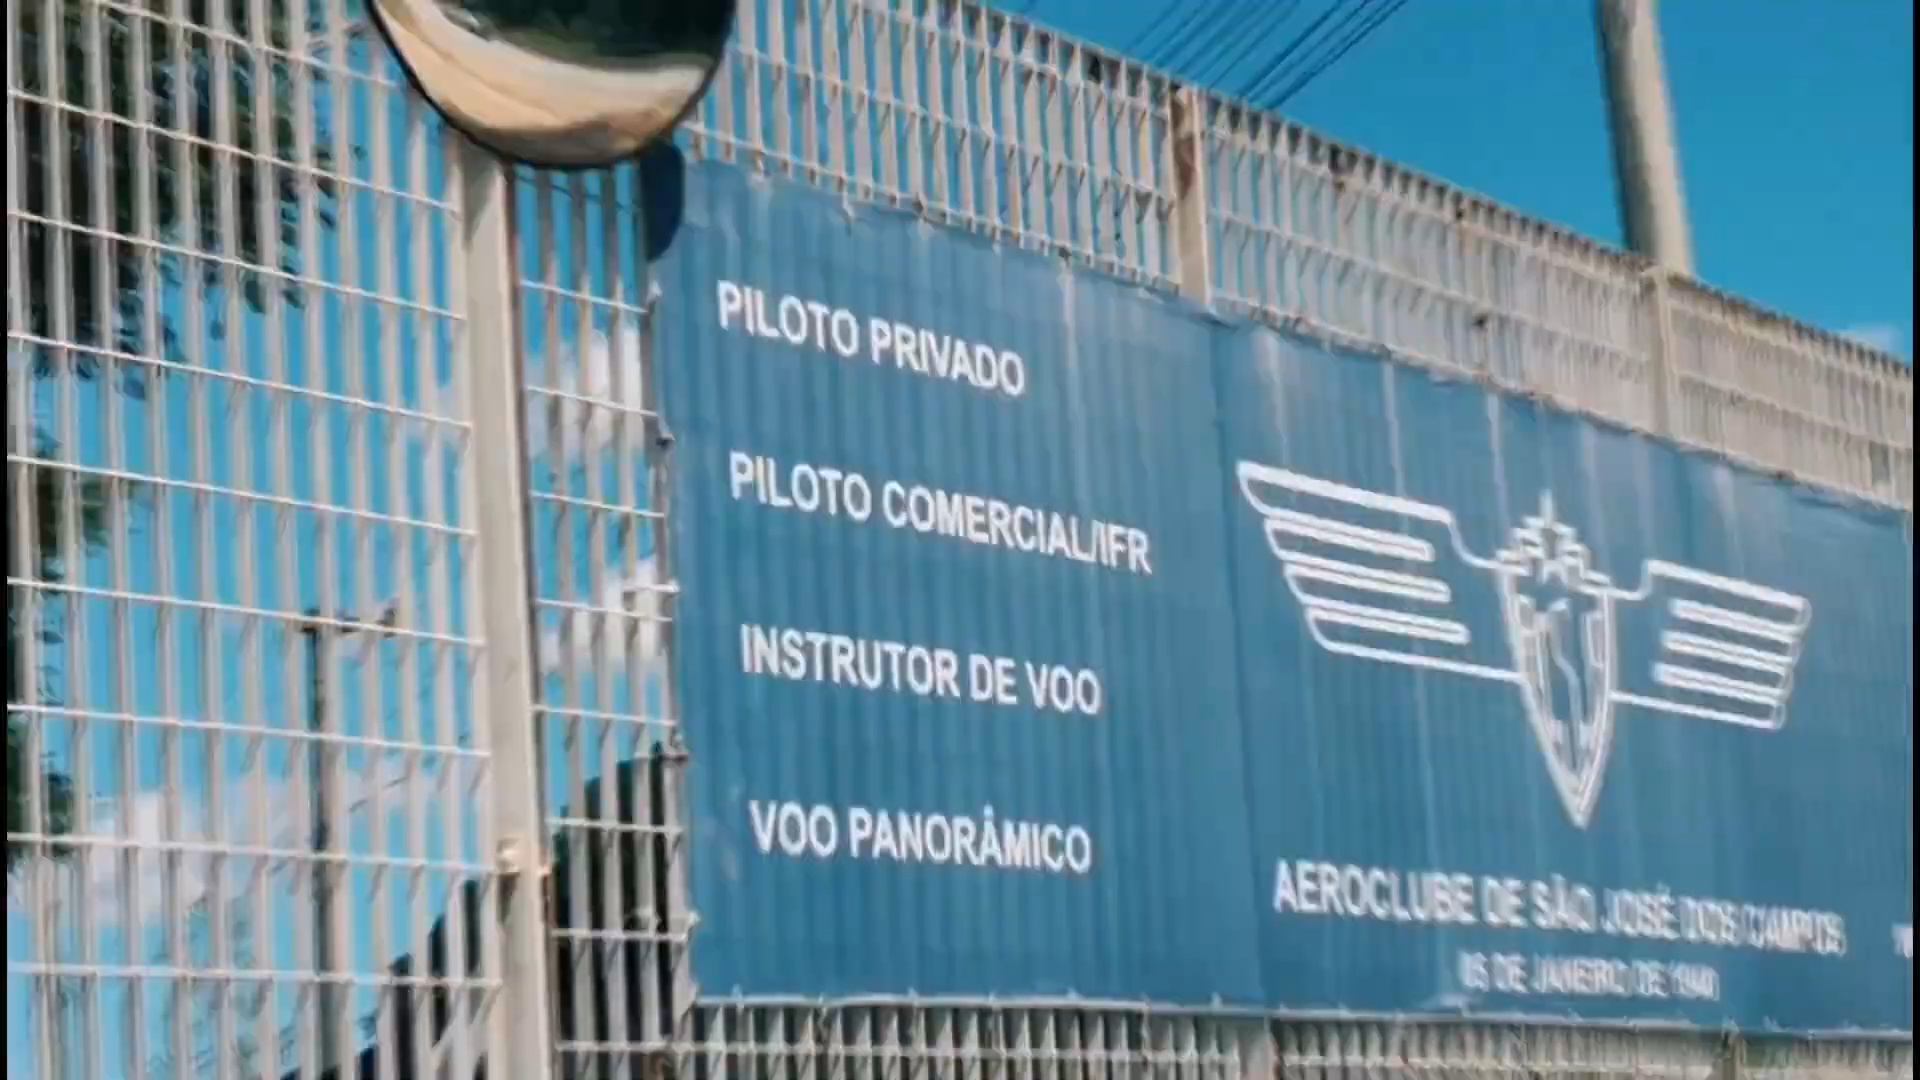 PILOTO PRIVADO
PILOTO COMERCIAL/IFR
INSTRUTOR DE VOO
VOO PANORÂMICO
AEROCLUBE DE SÃO JOSÉ DOS CAMPOS
DE JANEIRO DE